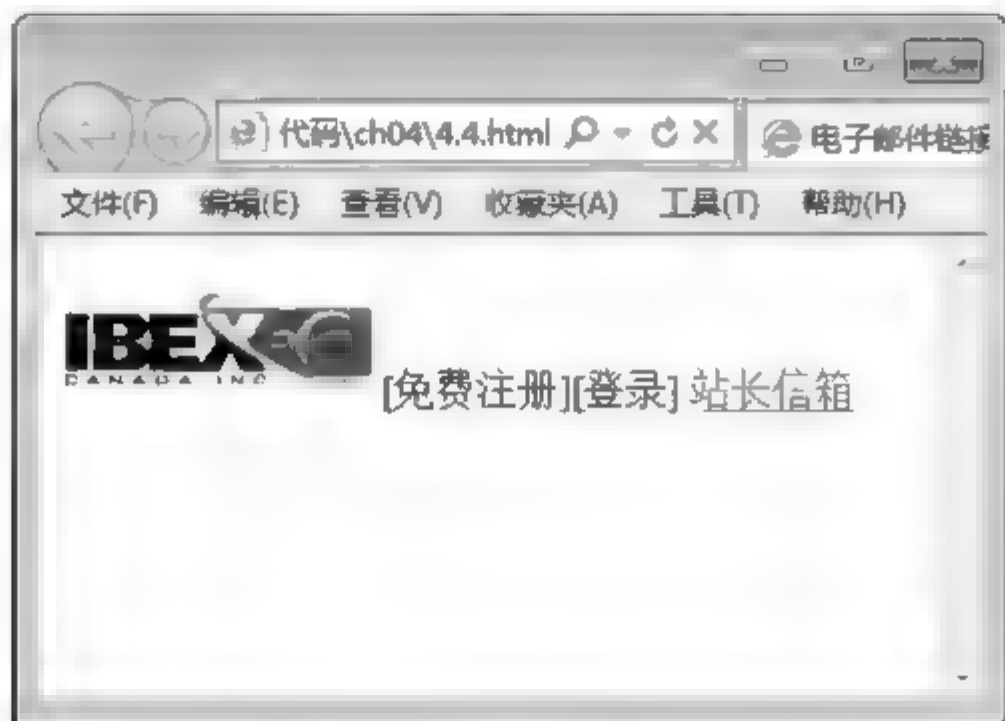 代码\ch04\4.4.html 电子邮件链接
文件(F) 编辑(E) 查看(V) 收藏夹(A) 工具(T) 帮助(H)
IBEX
CANADA INC
[免费注册][登录] 站长信箱